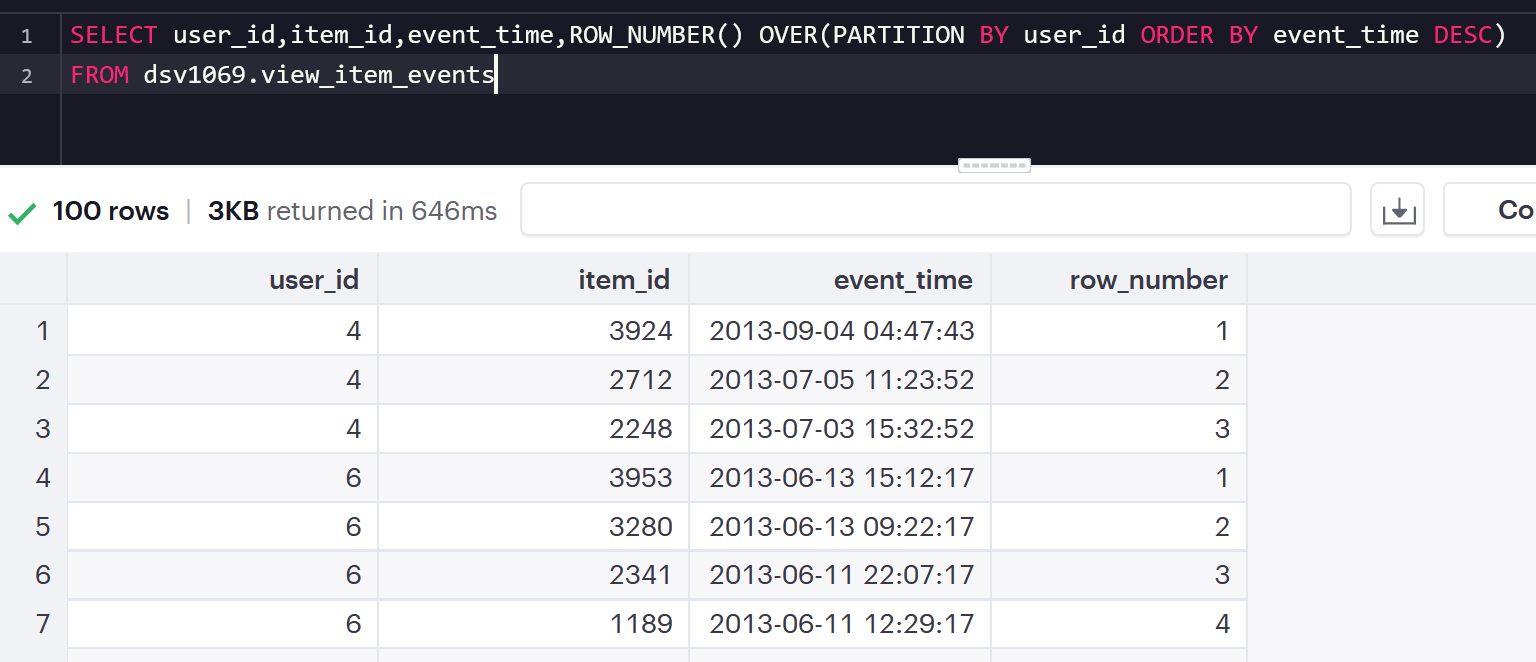 1 SELECT user_id,item_id,event_time,ROW_NUMBER() OVER(PARTITION BY user_id ORDER BY event_time DESC)
2 FROM dsv1069.view_item_events
100 rows | 3KB returned in 646ms Co
user_id item_id event_time row_number
1 4 3924 2013-09-04 04:47:43 1
2 4 2712 2013-07-05 11:23:52 2
3 4 2248 2013-07-03 15:32:52 3
4 6 3953 2013-06-13 15:12:17 1
5 6 3280 2013-06-13 09:22:17 2
6 6 2341 2013-06-11 22:07:17 3
7 6 1189 2013-06-11 12:29:17 4